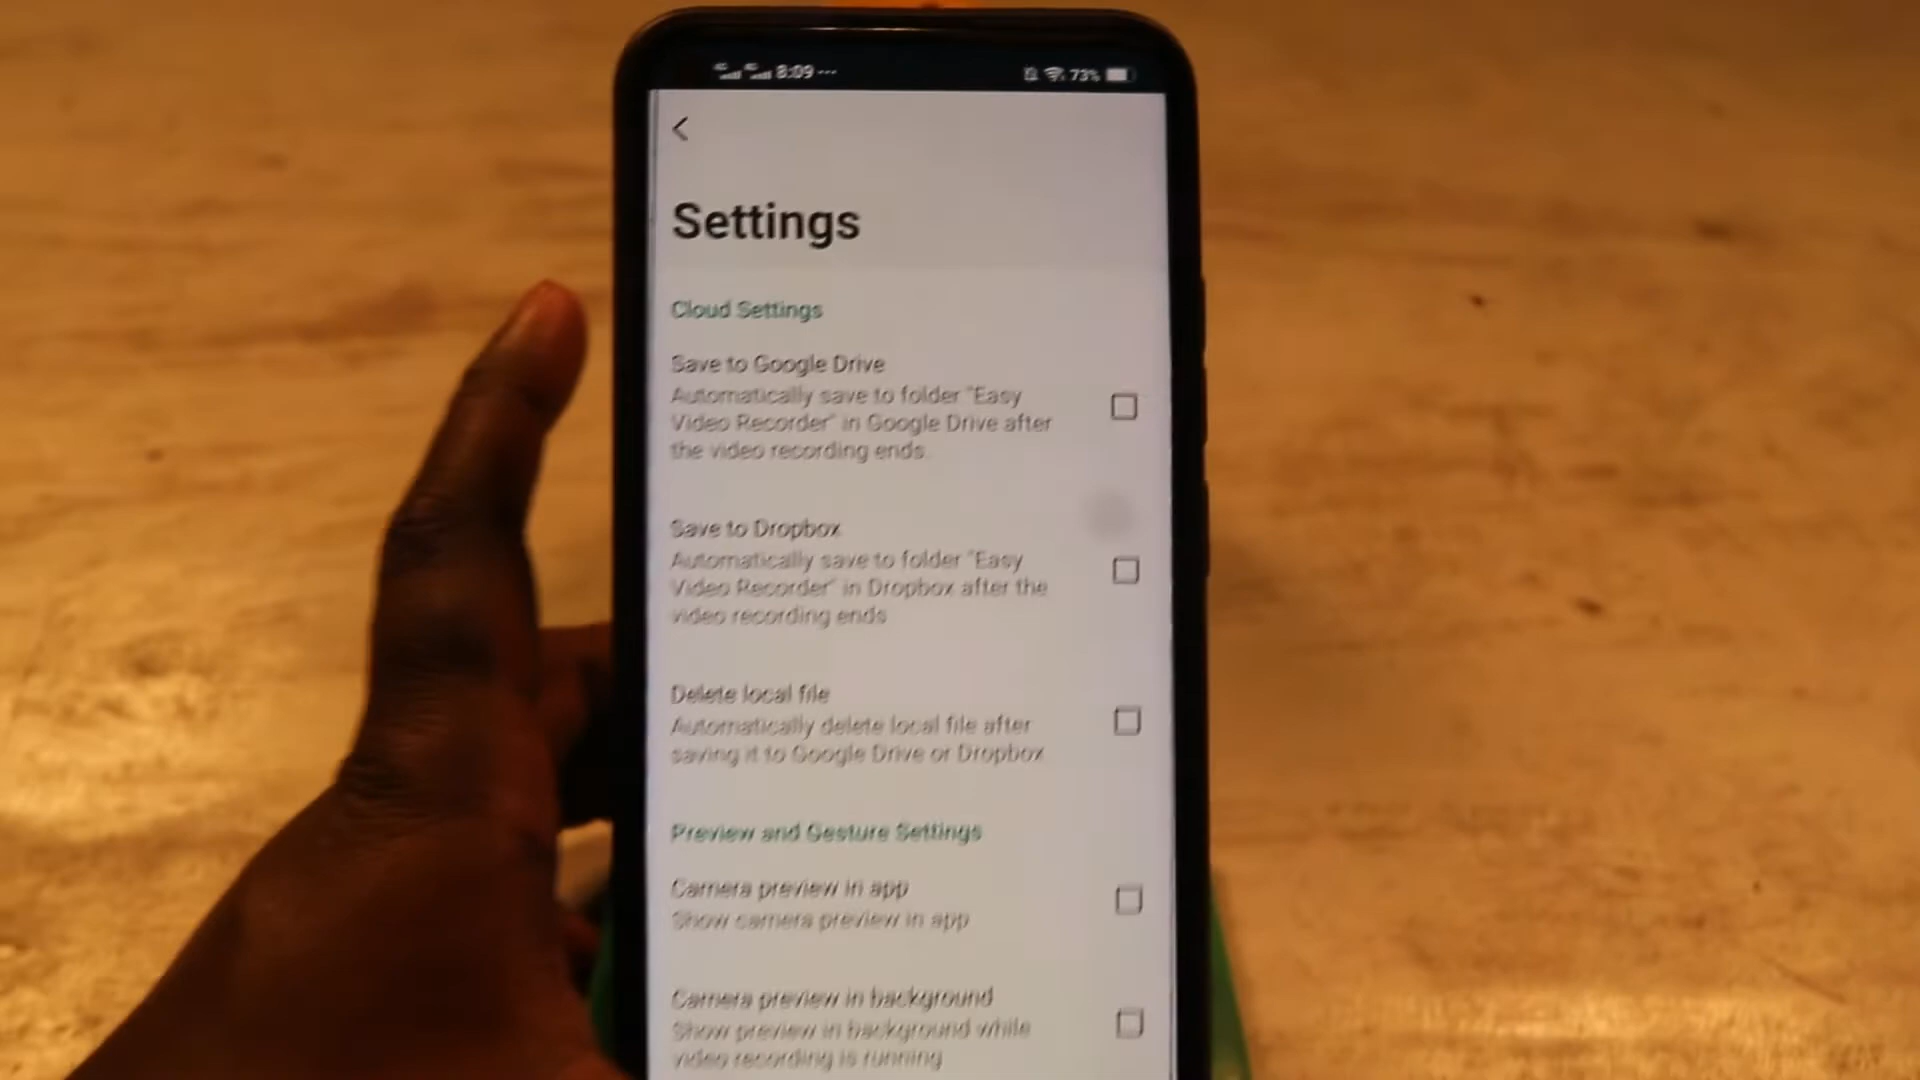 8:09 ...
73%
Settings
Cloud Settings
Save to Google Drive
Automatically save to folder "Easy
Video Recorder" in Google Drive after
the video recording ends.
Save to Dropbox
Automatically save to folder "Easy
Video Recorder" in Dropbox after the
video recording ends
Delete local file
Automatically delete local file after
saving it to Google Drive or Dropbox
Preview and Gesture Settings
Camera preview in app
Show camera preview in app
Camera preview in background
Show preview in background while
video recording is running